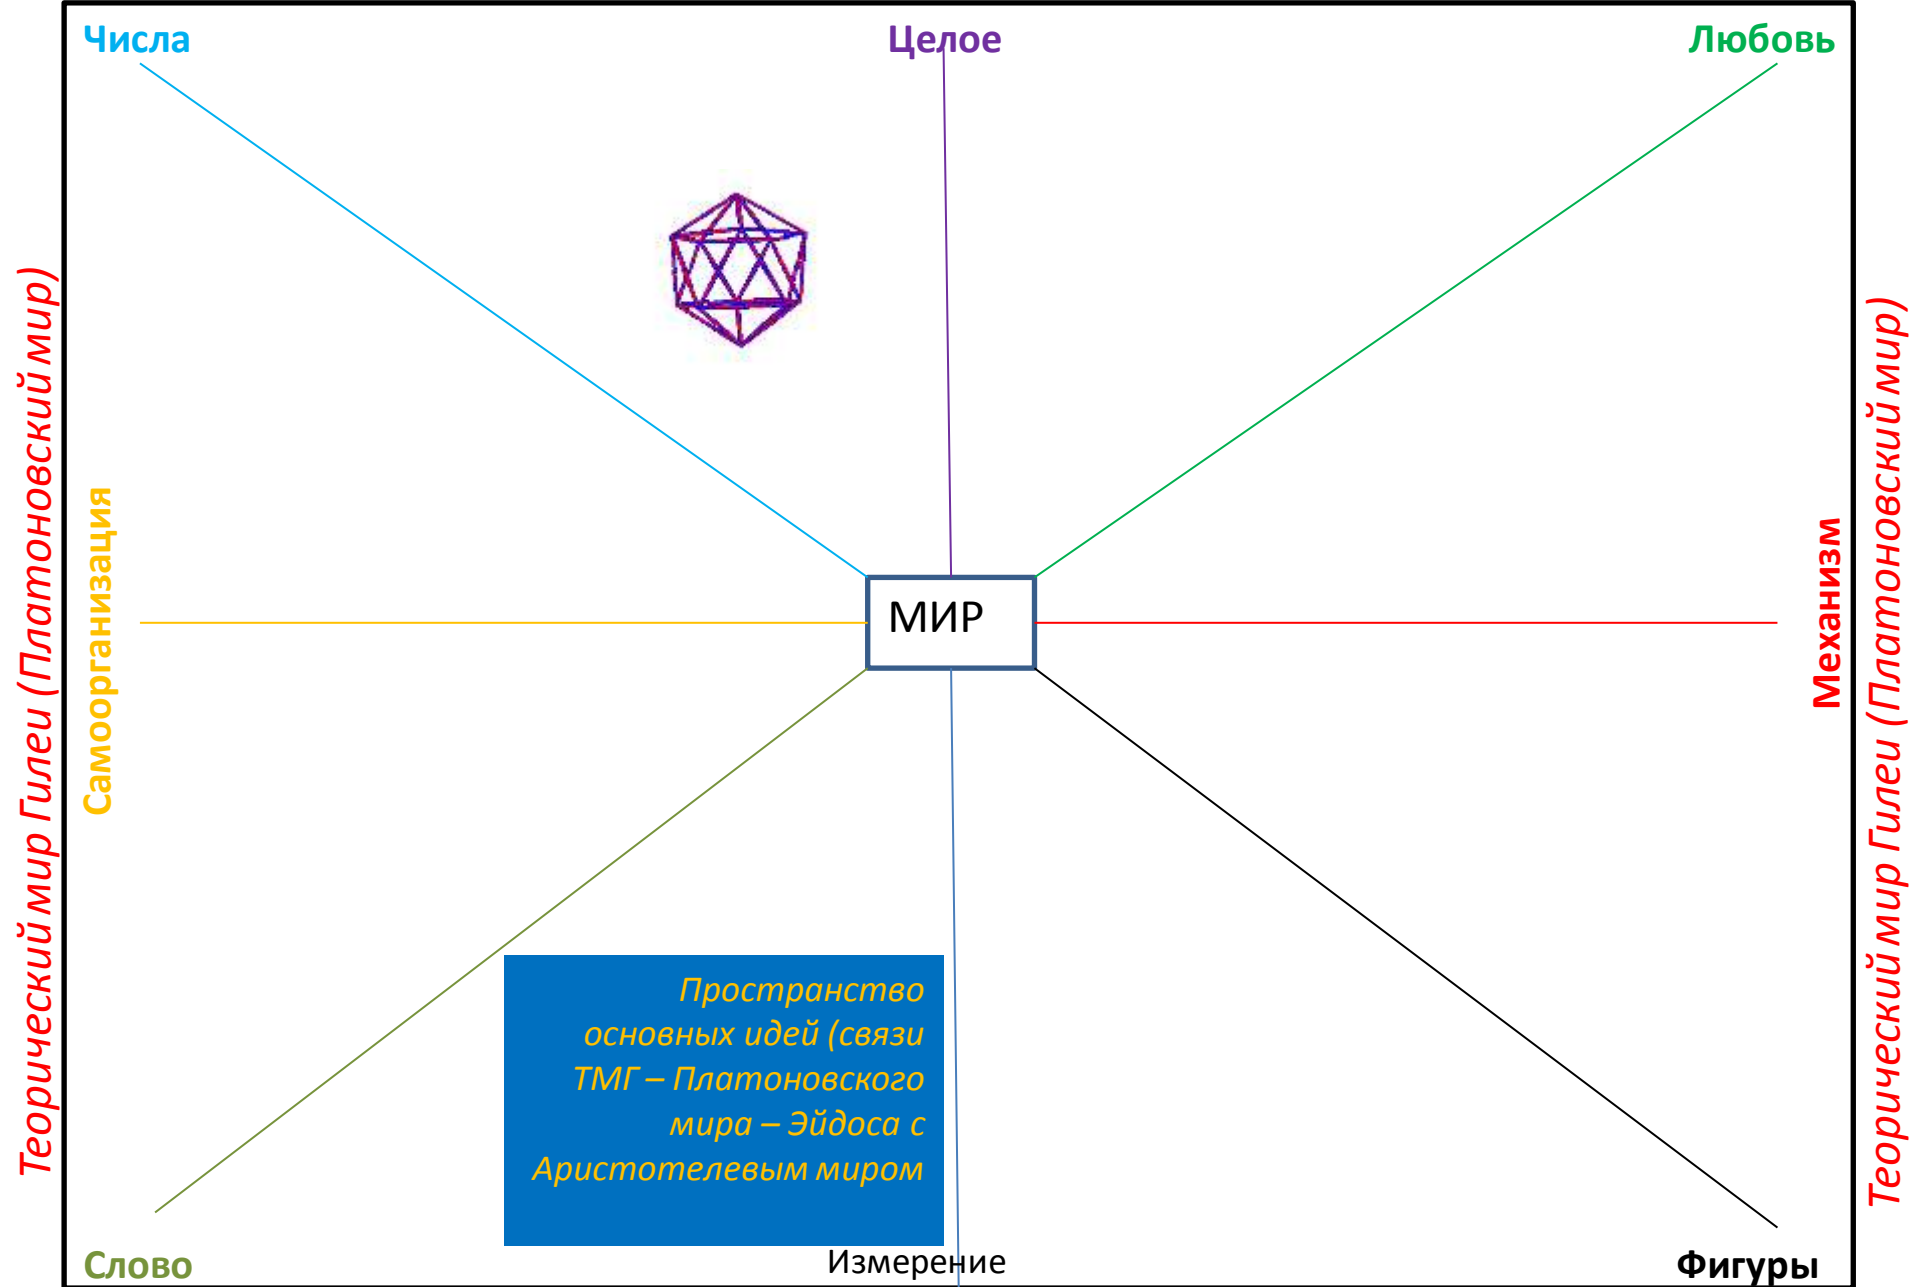 Числа
Целое
Любовь
Теорический мир Гилеи (Платоновский мир)
Самоорганизация
МИР
Механизм
Теорический мир Гилеи (Платоновский мир)
Пространство
основных идей (связи
ТМГ – Платоновского
мира – Эйдоса с
Аристотелевым миром
Слово
Измерение
Фигуры